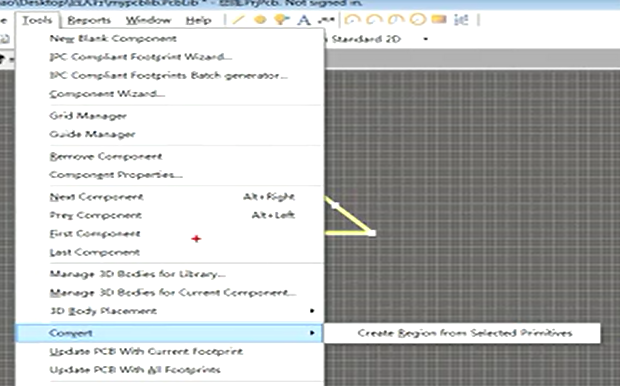 Desktop\
mypcblib.PcbLib * - 
Not signed in.
Tools Reports Window Help
A
Standard 2D
New Blank Component
IPC Compliant Footprint Wizard...
IPC Compliant Footprints Batch generator...
Component Wizard...
Grid Manager
Guide Manager
Remove Component
Component Properties...
Next Component Alt+Right
Prev Component Alt+Left
First Component
Last Component
Manage 3D Bodies for Library...
Manage 3D Bodies for Current Component...
3D Body Placement
Convert
Create Region from Selected Primitives
Update PCB With Current Footprint
Update PCB With All Footprints